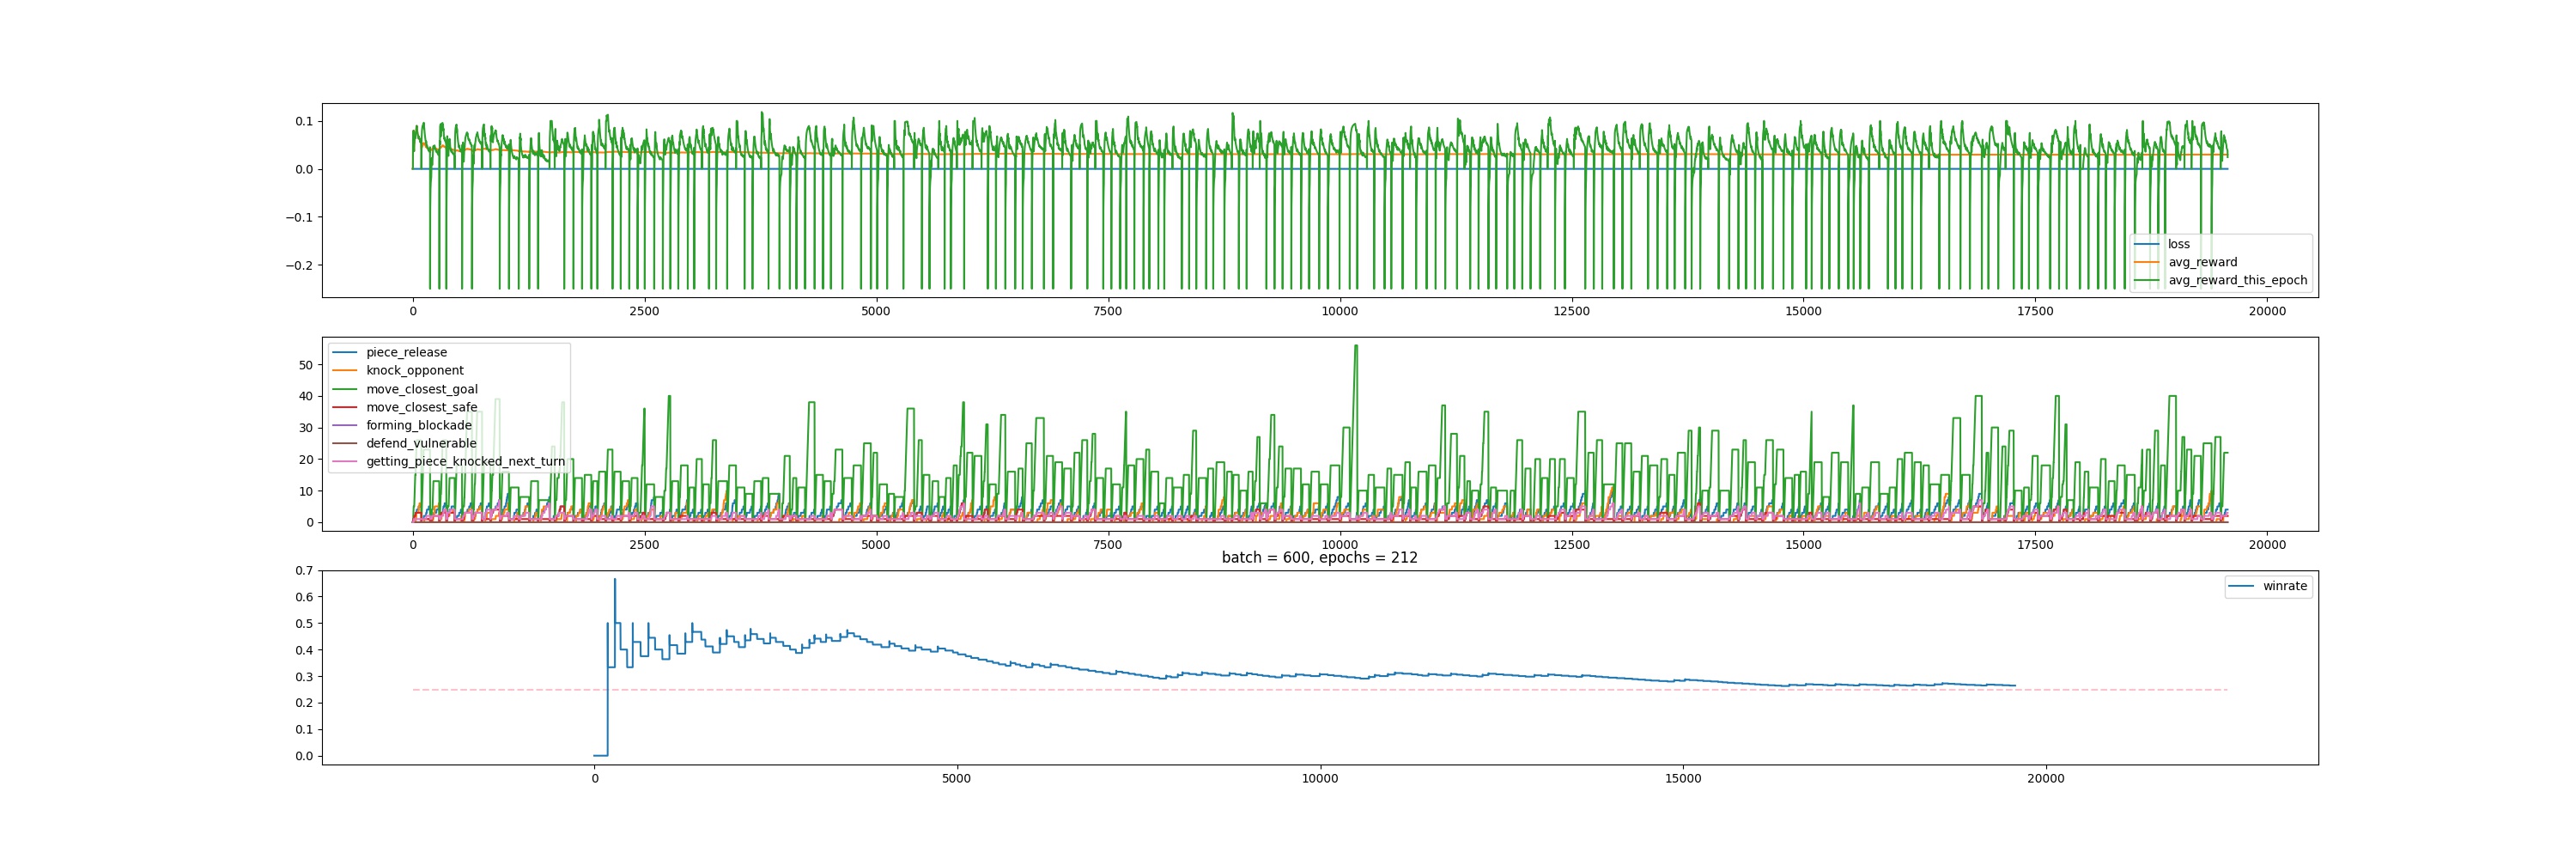 0.1
0.0
−0.1
−0.2
loss
avg_reward
avg_reward_this_epoch
0 2500 5000 7500 10000 12500 15000 17500 20000
50
40
30
20
10
0
piece_release
knock_opponent
move_closest_goal
move_closest_safe
forming_blockade
defend_vulnerable
getting_piece_knocked_next_turn
0 2500 5000 7500 10000 12500 15000 17500 20000
batch = 600, epochs = 212
0.7
0.6
0.5
0.4
0.3
0.2
0.1
0.0
winrate
0 5000 10000 15000 20000